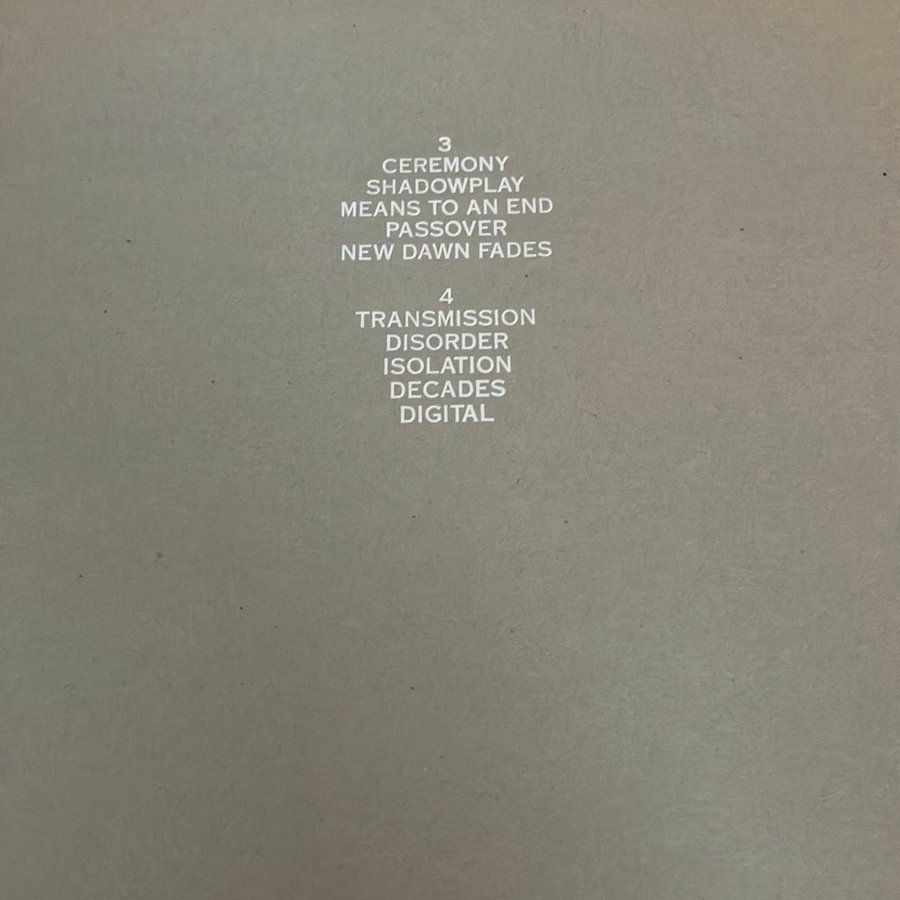 3
CEREMONY
SHADOWPLAY
MEANS TO AN END
PASSOVER
NEW DAWN FADES
4
TRANSMISSION
DISORDER
ISOLATION
DECADES
DIGITAL